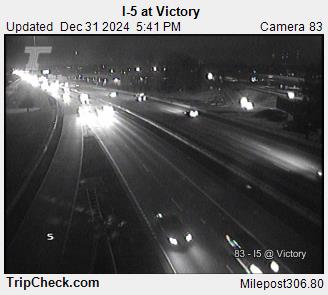 I-5 at Victory
Updated Dec 31 2024 5:41 PM Camera 83
S
83 - I5 @ Victory
TripCheck.com Milepost306.80